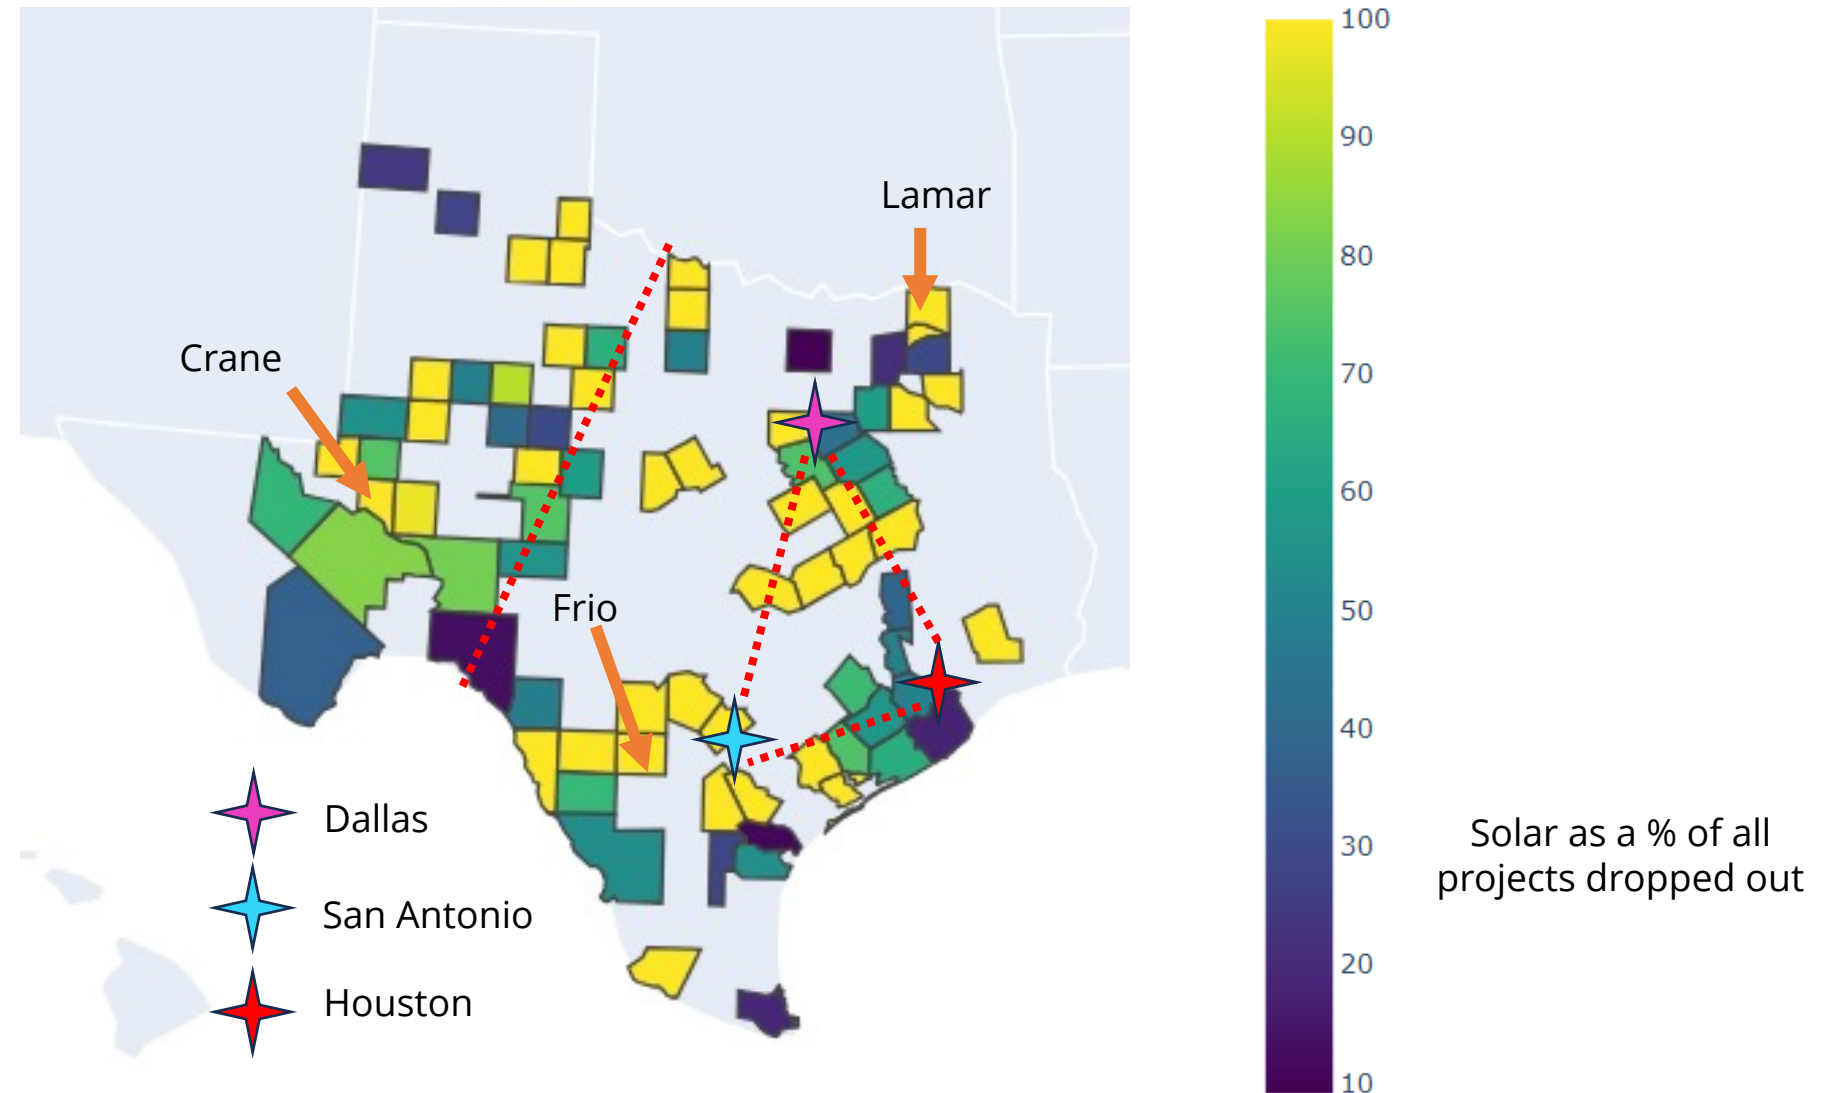 Lamar
Crane
Frio
Dallas
San Antonio
Houston
100
90
80
70
60
50
40
30
20
10
Solar as a % of all
projects dropped out